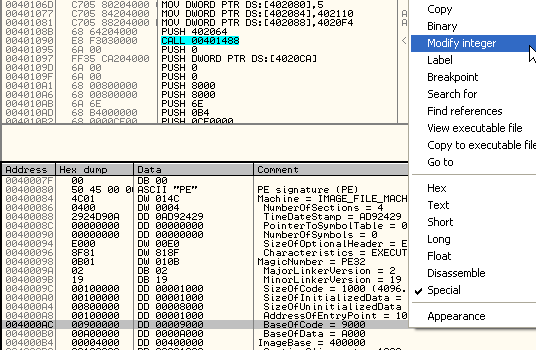 0040106D C705 80204000 MOV DWORD PTR DS:[402080],5
00401077 C705 84204000 MOV DWORD PTR DS:[402084],402110
00401081 C705 88204000 MOV DWORD PTR DS:[402088],4020F4
0040108B 68 64204000 PUSH 402064
00401090 E8 F3030000 CALL 00401488
00401095 6A 00 PUSH 0
00401097 FF35 CA204000 PUSH DWORD PTR DS:[4020CA]
0040109D 6A 00 PUSH 0
0040109F 6A 00 PUSH 0
004010A1 68 00800000 PUSH 8000
004010A6 68 00800000 PUSH 8000
004010AB 6A 6E PUSH 6E
004010AD 68 B4000000 PUSH 0B4
004010B2 68 0000CF00 PUSH 0CF0000
Address Hex dump Data Comment
0040007F 00 DB 00
00400080 50 45 00 00 ASCII "PE" PE signature (PE)
00400084 4C01 DW 014C Machine = IMAGE_FILE_MACH
00400086 0400 DW 0004 NumberOfSections = 4
00400088 2924D90A DD 0AD92429 TimeDateStamp = AD92429
0040008C 00000000 DD 00000000 PointerToSymbolTable = 0
00400090 00000000 DD 00000000 NumberOfSymbols = 0
00400094 E000 DW 00E0 SizeOfOptionalHeader = E
00400096 8F81 DW 818F Characteristics = EXECUT
00400098 0B01 DW 010B MagicNumber = PE32
0040009A 02 DB 02 MajorLinkerVersion = 2
0040009B 19 DB 19 MinorLinkerVersion = 19
0040009C 00100000 DD 00001000 SizeOfCode = 1000 (4096.
004000A0 00100000 DD 00001000 SizeOfInitializedData =
004000A4 00800000 DD 00008000 SizeOfUninitializedData
004000A8 00100000 DD 00001000 AddressOfEntryPoint = 10
004000AC 00900000 DD 00009000 BaseOfCode = 9000
004000B0 00A00000 DD 0000A000 BaseOfData = A000
004000B4 00004000 DD 00400000 ImageBase = 400000
Copy
Binary
Modify integer
Label
Breakpoint
Search for
Find references
View executable file
Copy to executable file
Go to
Hex
Text
Short
Long
Float
Disassemble
Special
Appearance